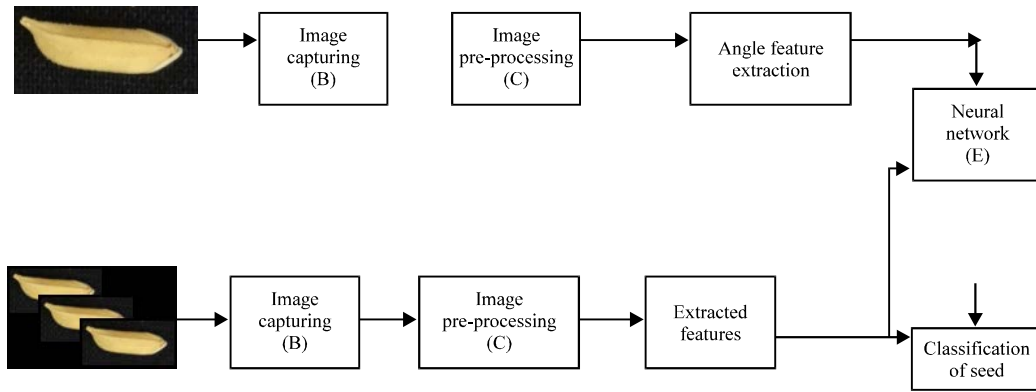 Image
capturing
(B)
Image
pre-processing
(C)
Angle feature
extraction
Neural
network
(E)
Image
capturing
(B)
Image
pre-processing
(C)
Extracted
features
Classification
of seed